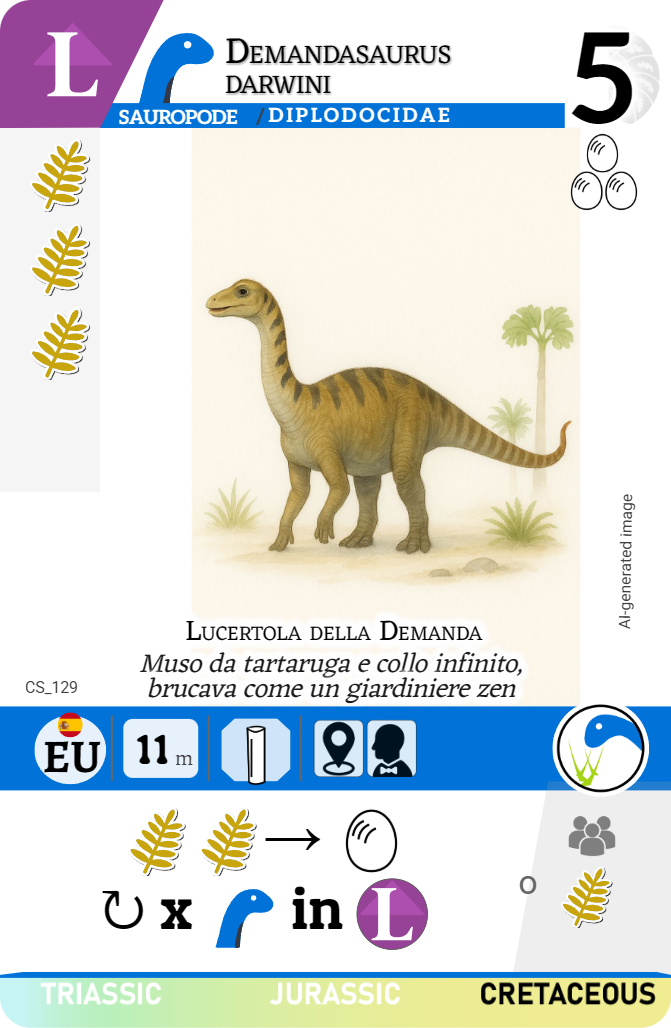 L
DEMANDASAURUS
DARWINI
5
SAUROPODE / DIPLODOCIDAE
AI-generated image
LUCERTOLA DELLA DEMANDA
Muso da tartaruga e collo infinito,
brucava come un giardiniere zen
CS_129
EU
11 m
O
x in L
TRIASSIC JURASSIC CRETACEOUS